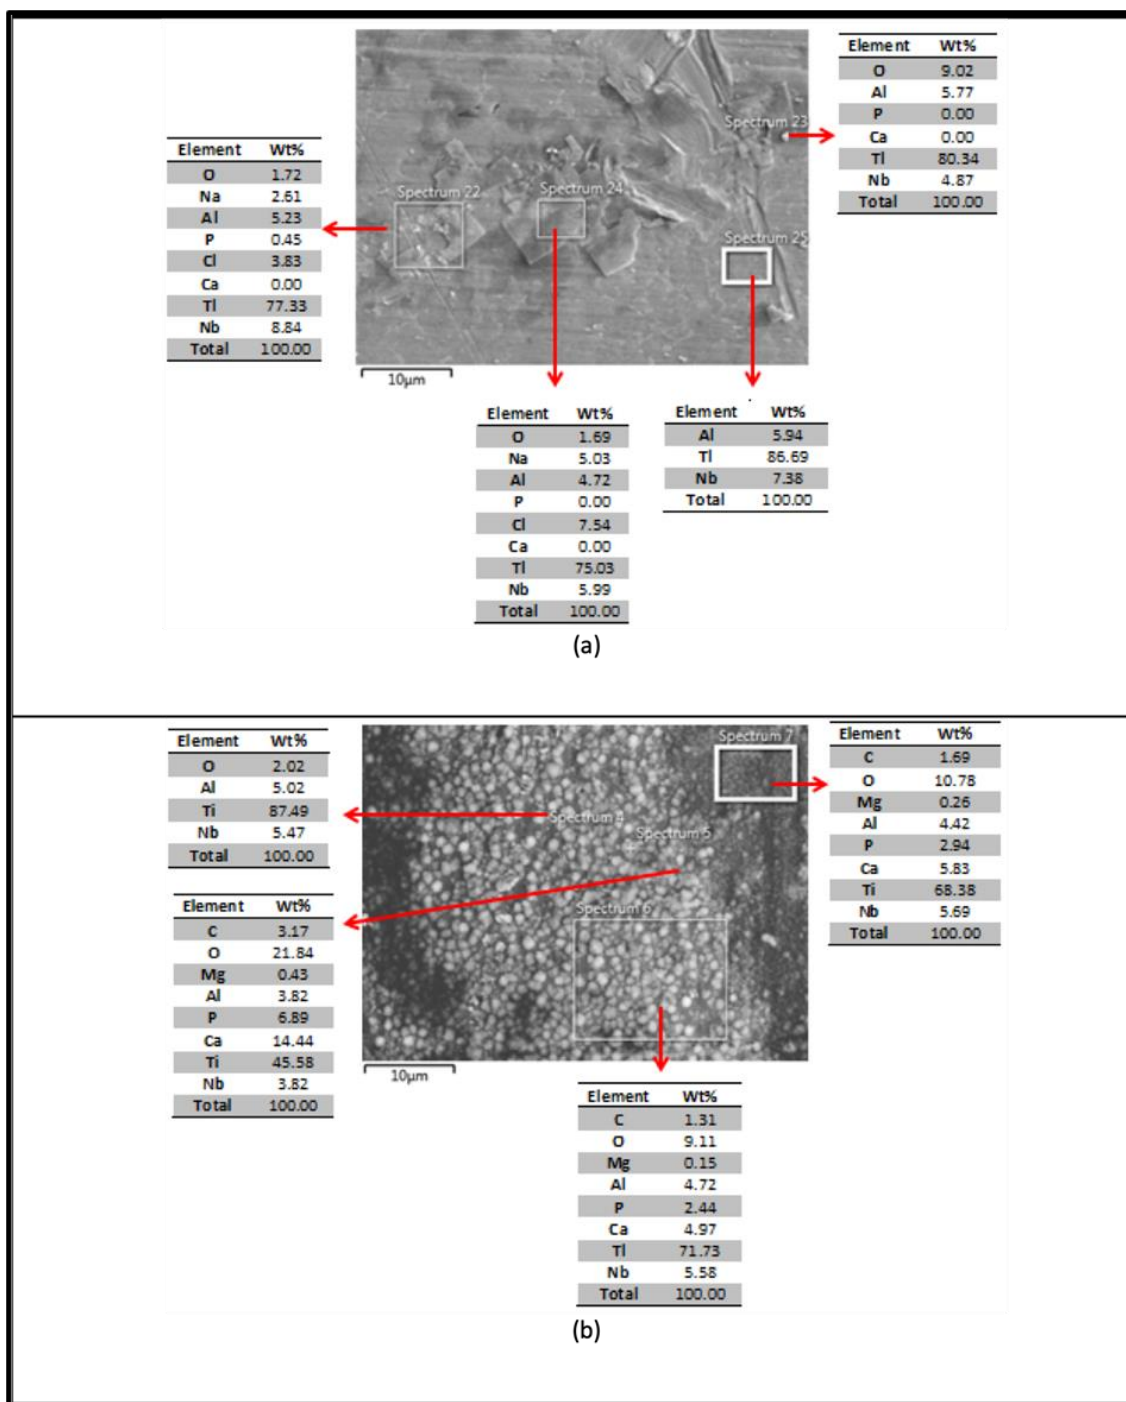 Element Wt%
O 9.02
Al 5.77
P 0.00
Ca 0.00
Tl 80.34
Nb 4.87
Total 100.00
Spectrum 23
Element Wt%
O 1.72
Na 2.61
Al 5.23
P 0.45
Cl 3.83
Ca 0.00
Tl 77.33
Nb 8.84
Total 100.00
Spectrum 22
Spectrum 24
Spectrum 25
10µm
Element Wt%
O 1.69
Na 5.03
Al 4.72
P 0.00
Cl 7.54
Ca 0.00
Tl 75.03
Nb 5.99
Total 100.00
Element Wt%
Al 5.94
Tl 86.69
Nb 7.38
Total 100.00
(a)
Element Wt%
O 2.02
Al 5.02
Ti 87.49
Nb 5.47
Total 100.00
Spectrum 7
Element Wt%
C 1.69
O 10.78
Mg 0.26
Al 4.42
P 2.94
Ca 5.83
Ti 68.38
Nb 5.69
Total 100.00
Spectrum 4
Spectrum 5
Spectrum 6
Element Wt%
C 3.17
O 21.84
Mg 0.43
Al 3.82
P 6.89
Ca 14.44
Ti 45.58
Nb 3.82
Total 100.00
10µm
Element Wt%
C 1.31
O 9.11
Mg 0.15
Al 4.72
P 2.44
Ca 4.97
Tl 71.73
Nb 5.58
Total 100.00
(b)